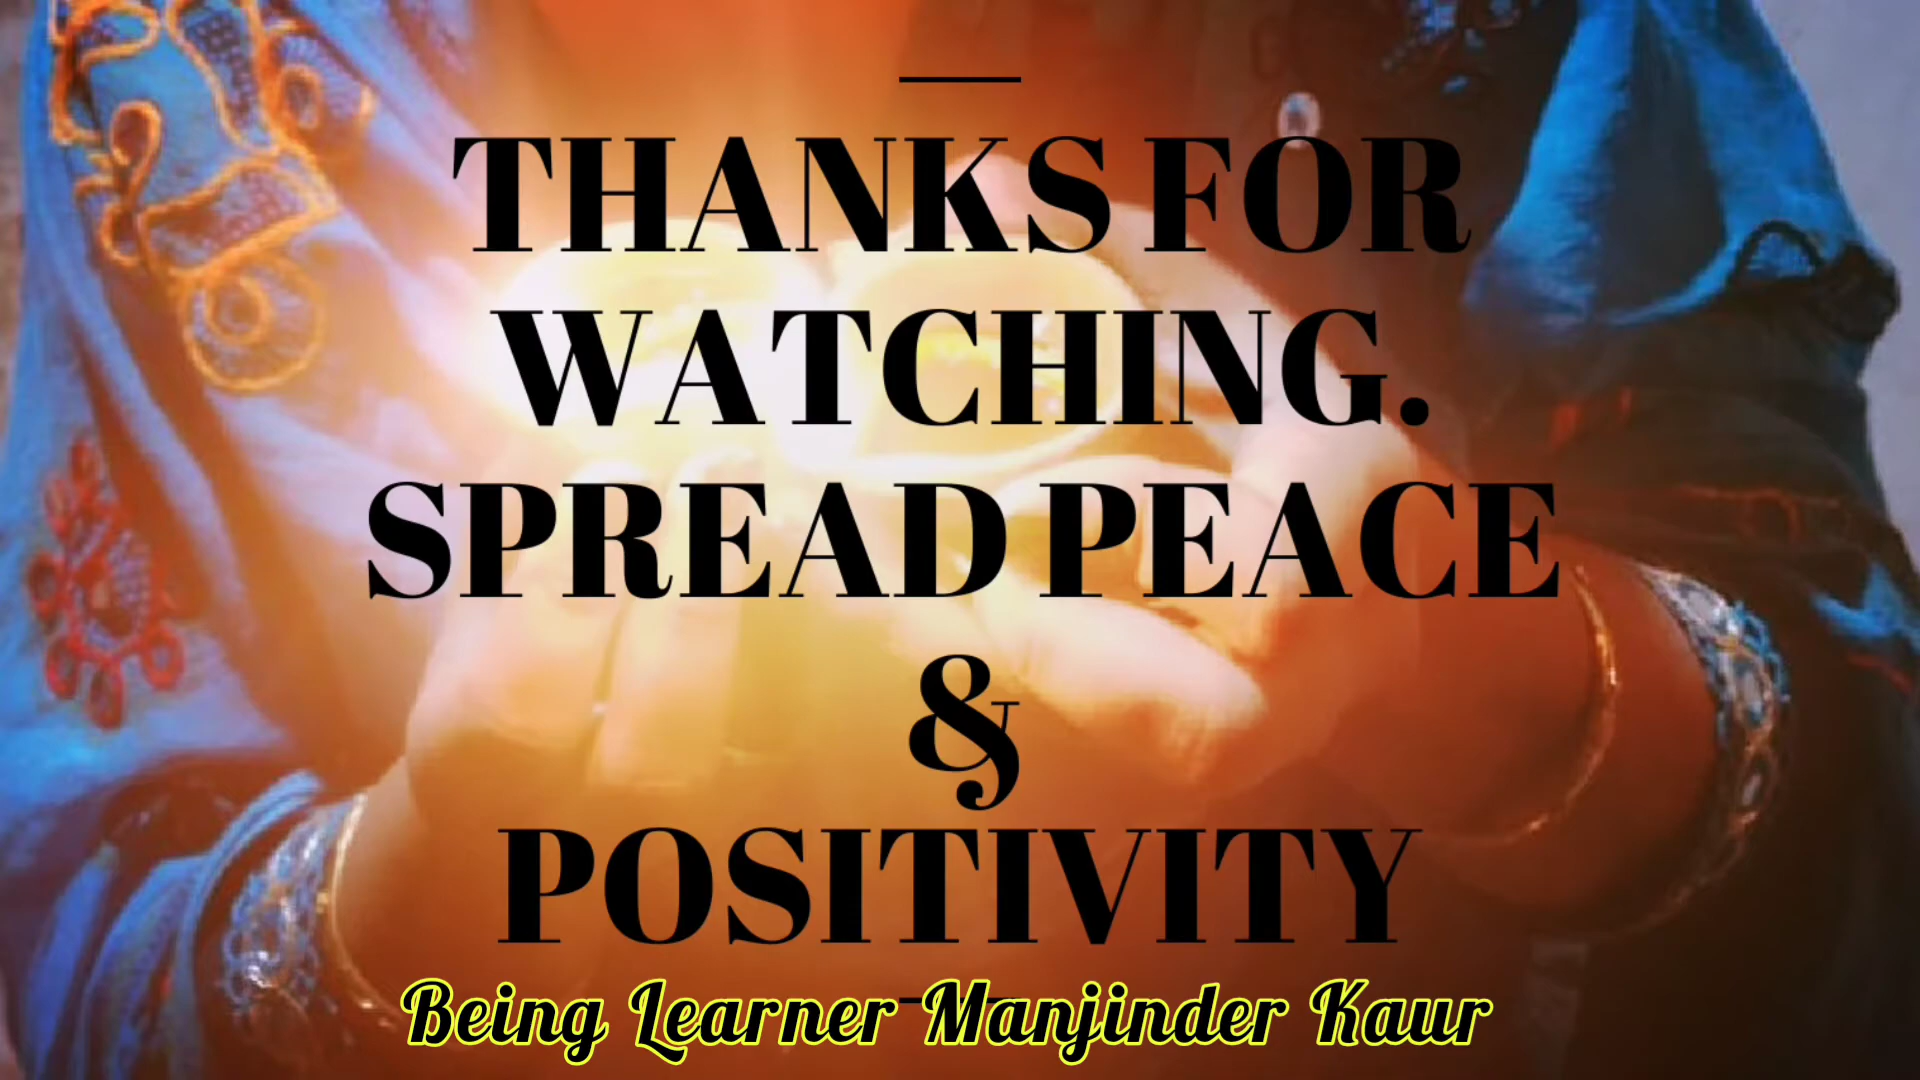 THANKS FOR
WATCHING.
SPREAD PEACE
&
POSITIVITY
Being Learner Manjinder Kaur